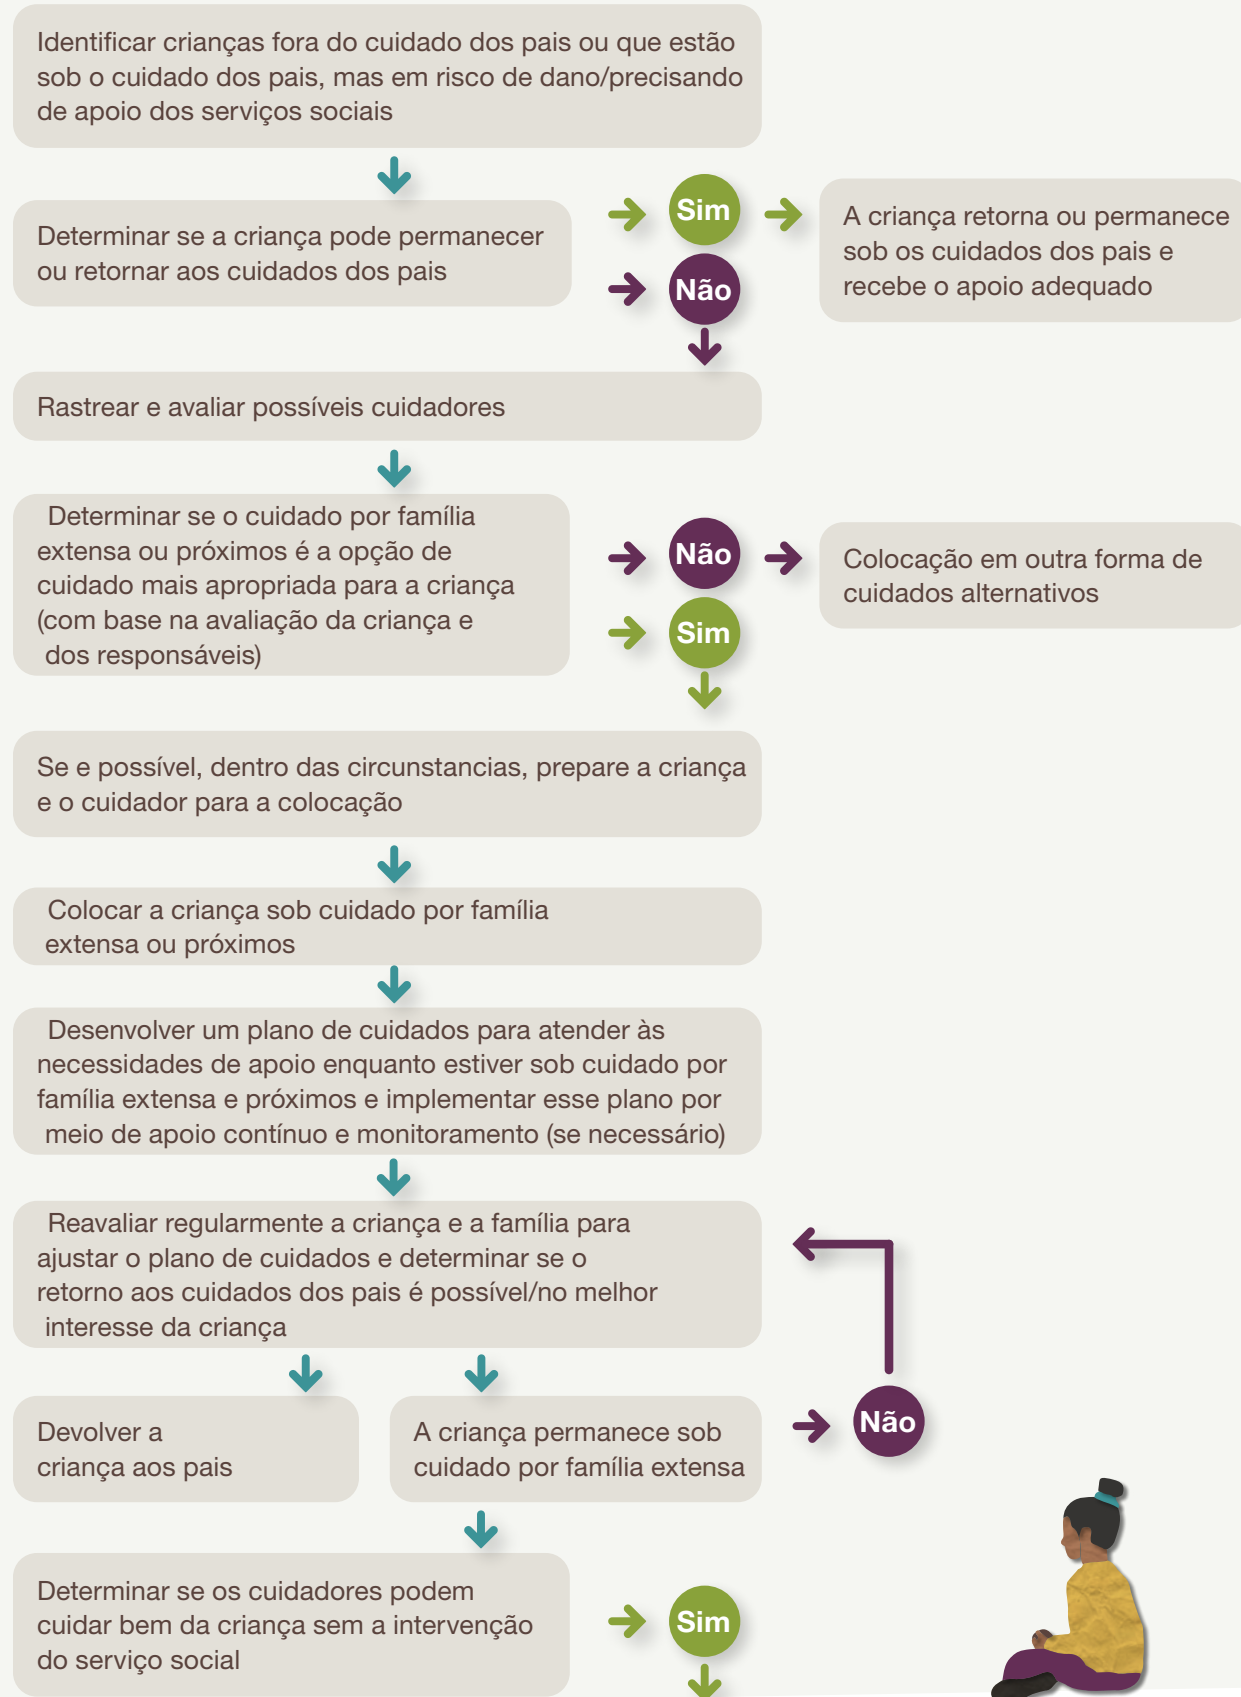 Identificar crianças fora do cuidado dos pais ou que estão
sob o cuidado dos pais, mas em risco de dano/precisando
de apoio dos serviços sociais
Determinar se a criança pode permanecer
ou retornar aos cuidados dos pais
Sim
Não
A criança retorna ou permanece
sob os cuidados dos pais e
recebe o apoio adequado
Rastrear e avaliar possíveis cuidadores
Determinar se o cuidado por família
extensa ou próximos é a opção de
cuidado mais apropriada para a criança
(com base na avaliação da criança e
dos responsáveis)
Não
Sim
Colocação em outra forma de
cuidados alternativos
Se e possível, dentro das circunstancias, prepare a criança
e o cuidador para a colocação
Colocar a criança sob cuidado por família
extensa ou próximos
Desenvolver um plano de cuidados para atender às
necessidades de apoio enquanto estiver sob cuidado por
família extensa e próximos e implementar esse plano por
meio de apoio contínuo e monitoramento (se necessário)
Reavaliar regularmente a criança e a família para
ajustar o plano de cuidados e determinar se o
retorno aos cuidados dos pais é possível/no melhor
interesse da criança
Devolver a
criança aos pais
A criança permanece sob
cuidado por família extensa
Não
Determinar se os cuidadores podem
cuidar bem da criança sem a intervenção
do serviço social
Sim